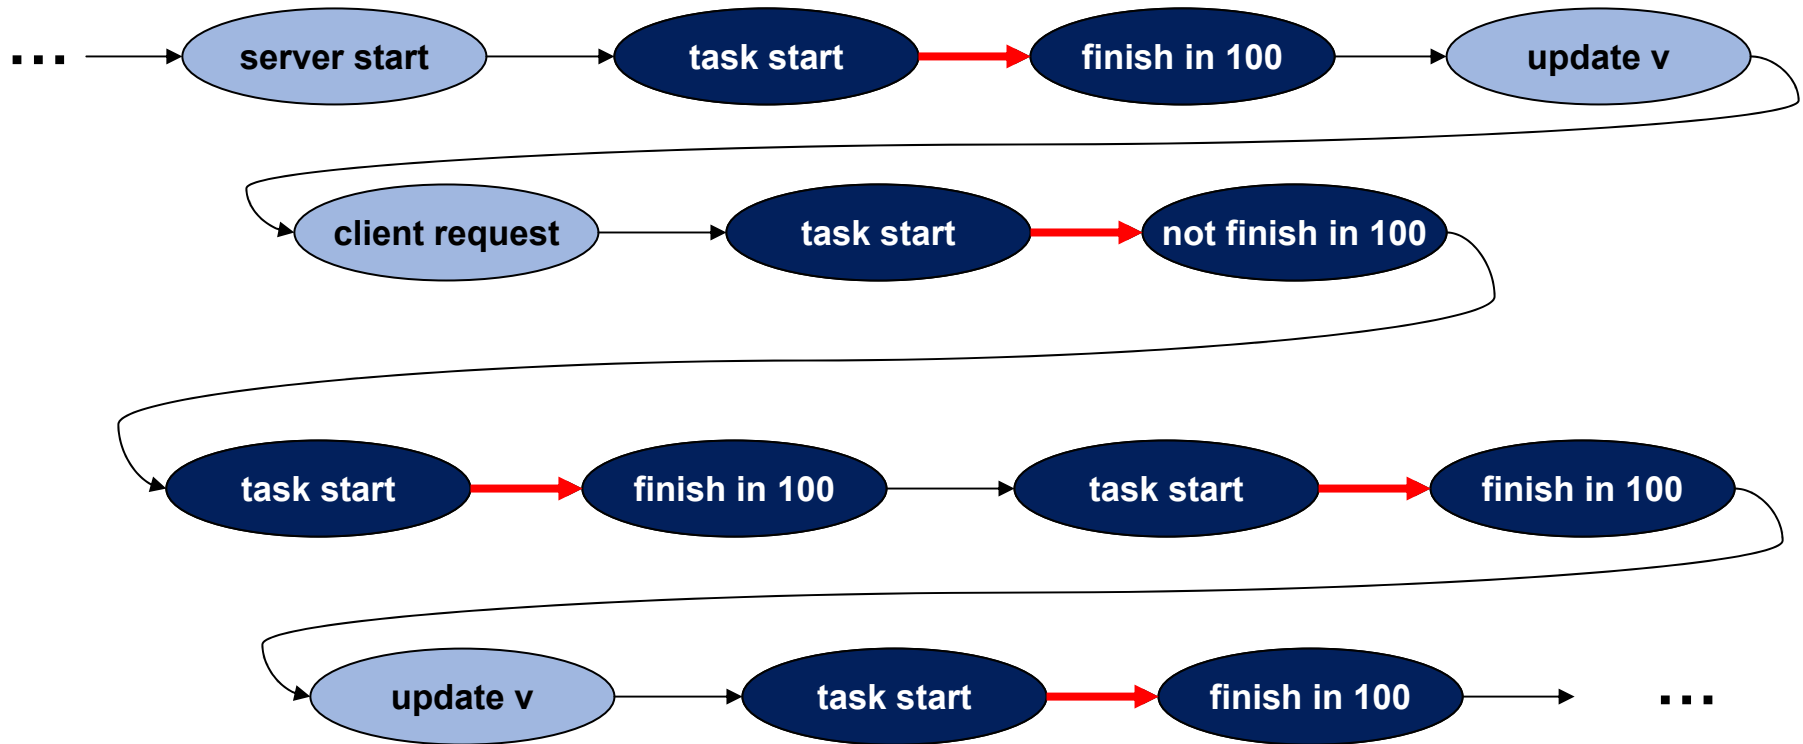 ... server start task start finish in 100 update v
client request task start not finish in 100
task start finish in 100 task start finish in 100
update v task start finish in 100 ...